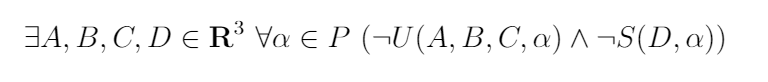 ∃A, B, C, D ∈ R³ ∀α ∈ P (¬U(A, B, C, α) ∧ ¬S(D, α))